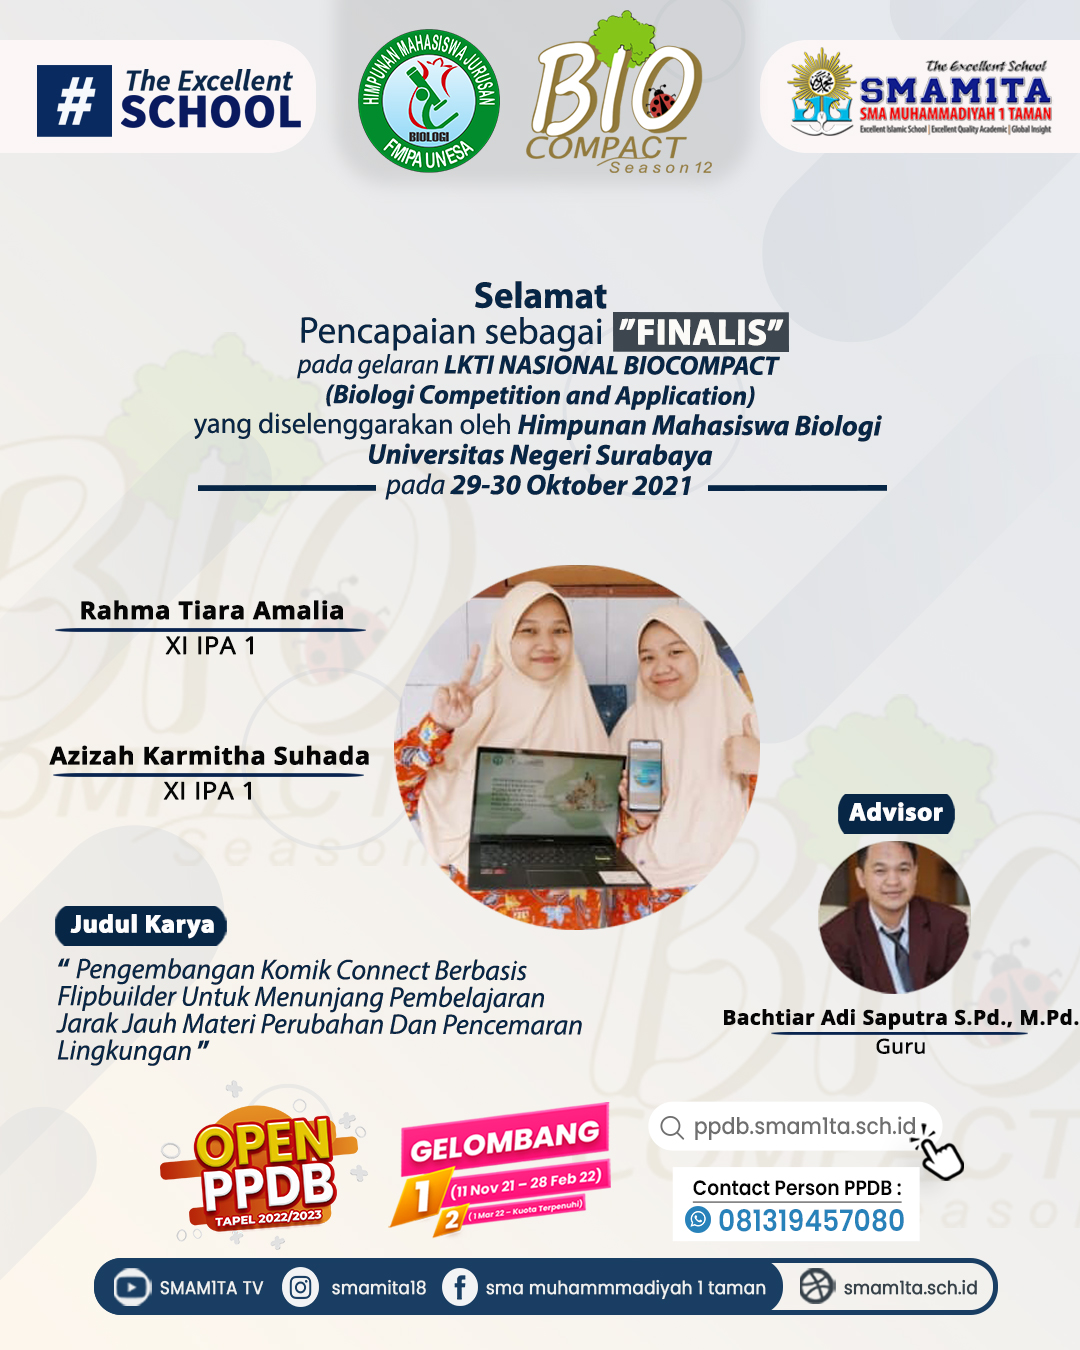 # The Excellent
SCHOOL
HIMPUNAN MAHASISWA JURUSAN
BIOLOGI
FMIPA UNESA
BIO
COMPACT
Season 12
The Excellent School
SMAM1TA
SMA MUHAMMADIYAH 1 TAMAN
Excellent Islamic School | Excellent Quality Academic | Global Insight
Selamat
Pencapaian sebagai "FINALIS"
pada gelaran LKTI NASIONAL BIOCOMPACT
(Biologi Competition and Application)
yang diselenggarakan oleh Himpunan Mahasiswa Biologi
Universitas Negeri Surabaya
pada 29-30 Oktober 2021
Rahma Tiara Amalia
XI IPA 1
Azizah Karmitha Suhada
XI IPA 1
Advisor
Bachtiar Adi Saputra S.Pd., M.Pd.
Guru
Judul Karya
“ Pengembangan Komik Connect Berbasis
Flipbuilder Untuk Menunjang Pembelajaran
Jarak Jauh Materi Perubahan Dan Pencemaran
Lingkungan ”
OPEN
PPDB
TAPEL 2022/2023
GELOMBANG
1 (11 Nov 21 – 28 Feb 22)
2 (1 Mar 22 – Kuota Terpenuhi)
ppdb.smam1ta.sch.id
Contact Person PPDB :
081319457080
SMAM1TA TV
smamita18
sma muhammmadiyah 1 taman
smam1ta.sch.id